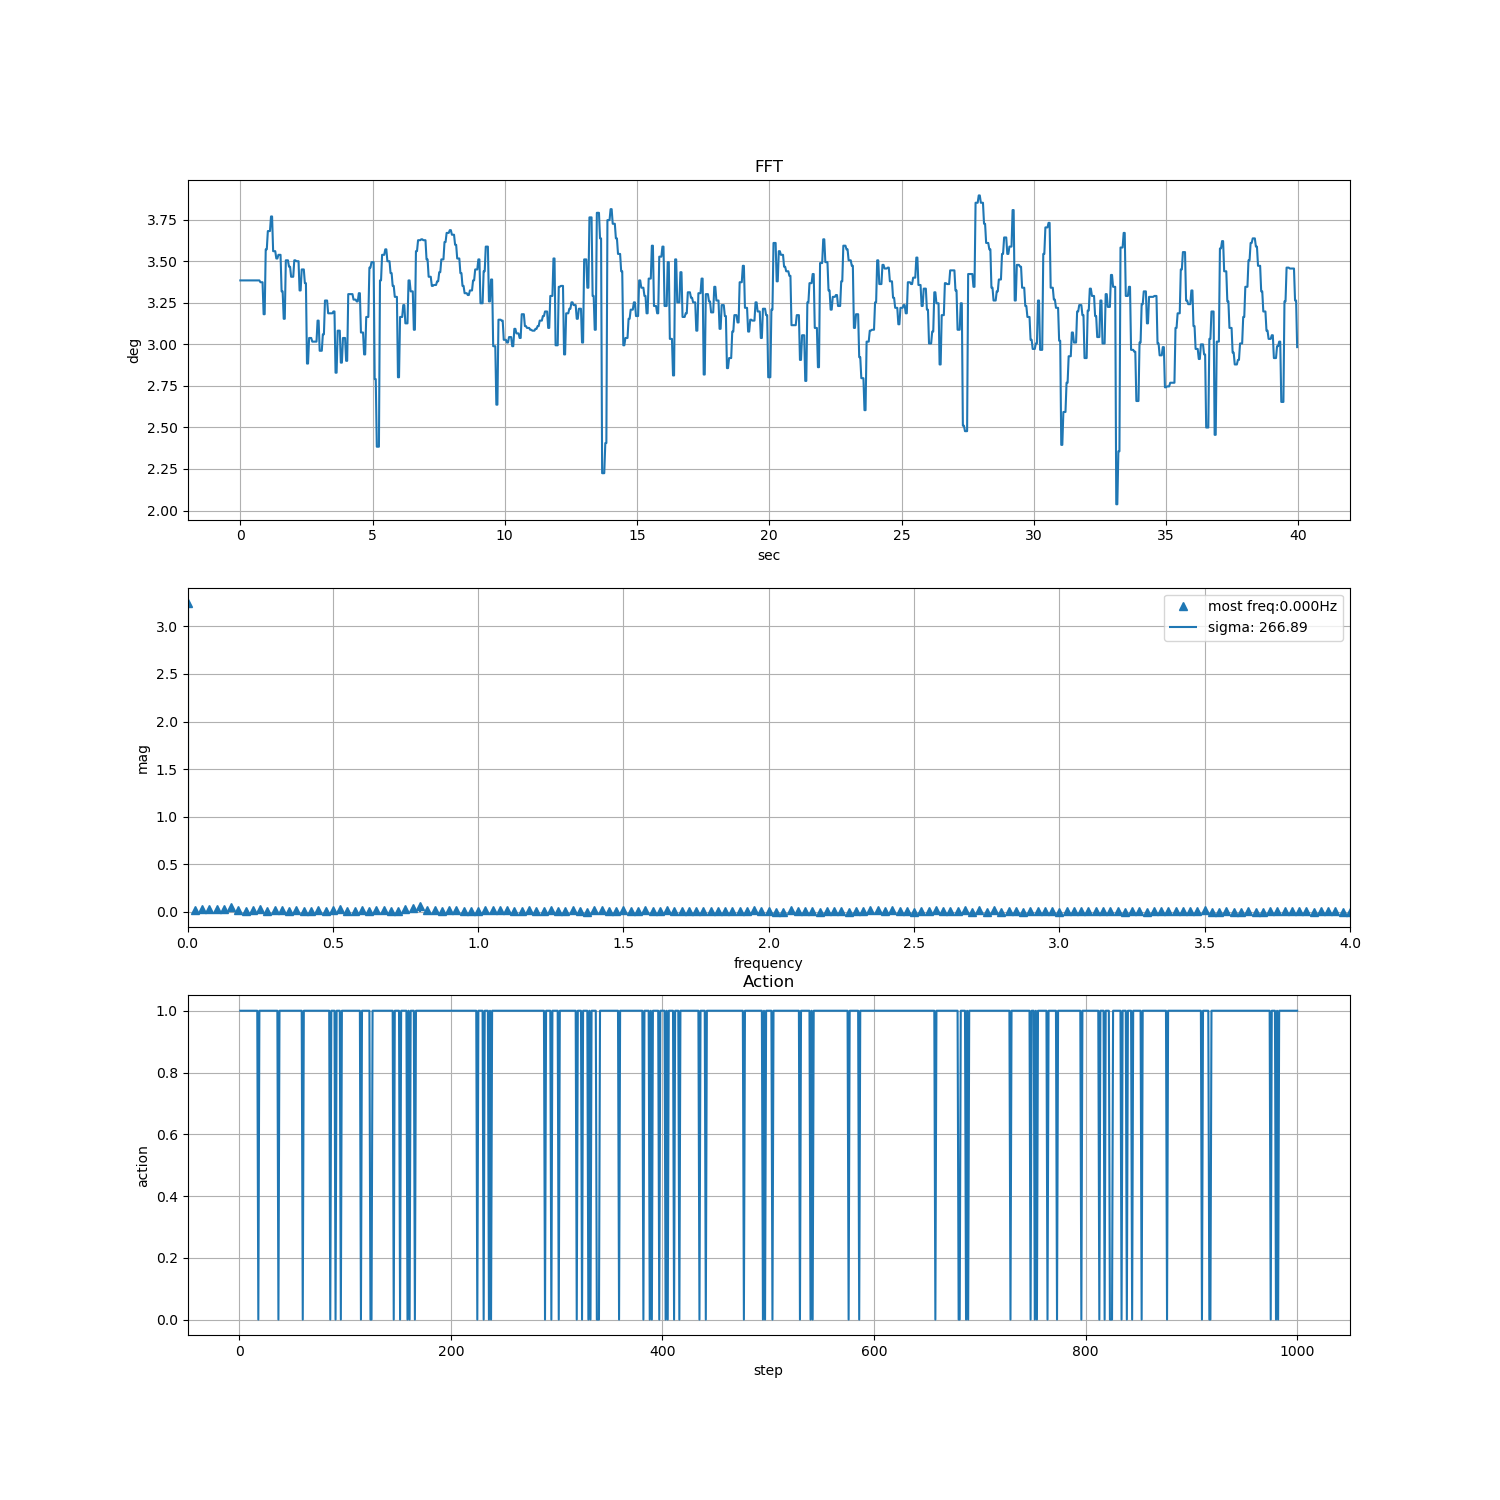 FFT
3.75
3.50
3.25
3.00
2.75
2.50
2.25
2.00
deg
0 5 10 15 20 25 30 35 40
sec
3.0
2.5
2.0
1.5
1.0
0.5
0.0
mag
most freq:0.000Hz
sigma: 266.89
0.0 0.5 1.0 1.5 2.0 2.5 3.0 3.5 4.0
frequency
Action
1.0
0.8
0.6
0.4
0.2
0.0
action
0 200 400 600 800 1000
step